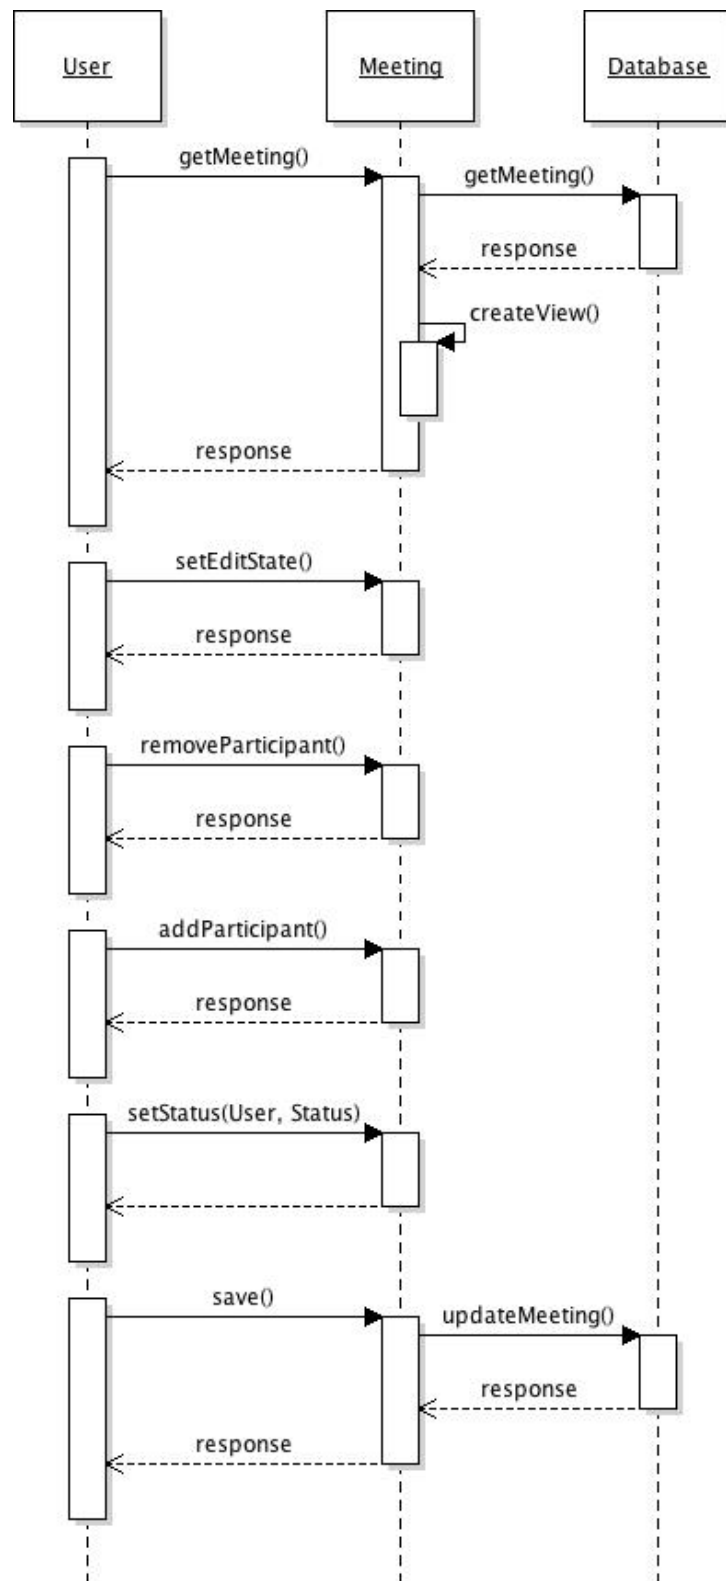 User
Meeting
Database
getMeeting()
getMeeting()
response
createView()
response
setEditState()
response
removeParticipant()
response
addParticipant()
response
setStatus(User, Status)
save()
updateMeeting()
response
response